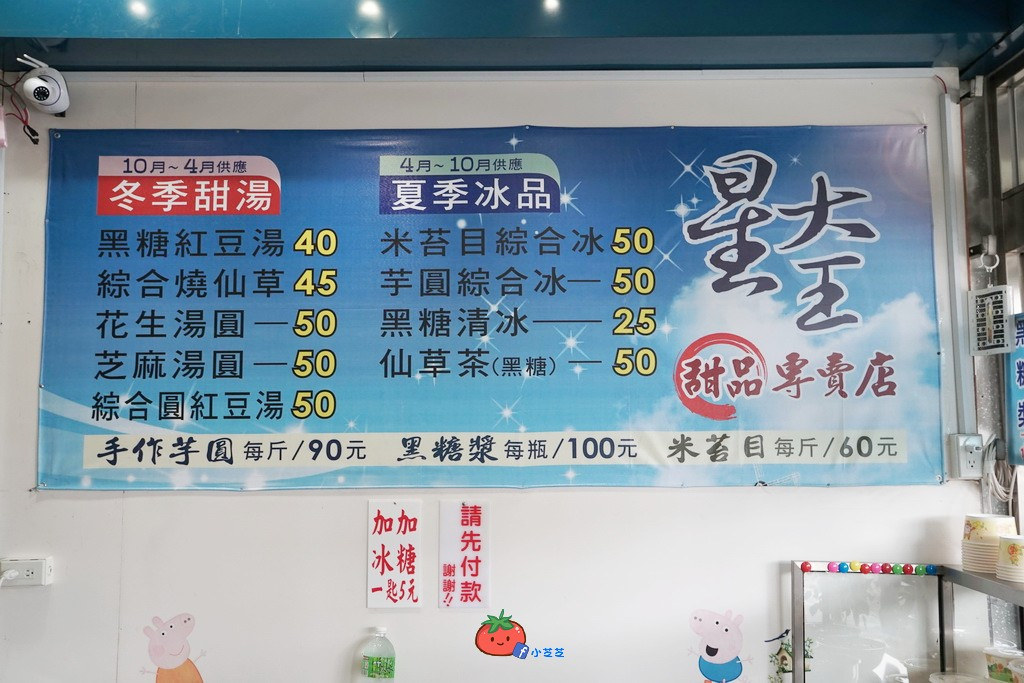 10月~4月供應
冬季甜湯
黑糖紅豆湯 40
綜合燒仙草 45
花生湯圓—50
芝麻湯圓—50
綜合圓紅豆湯 50
4月~10月供應
夏季冰品
米苔目綜合冰 50
芋圓綜合冰—50
黑糖清冰——25
仙草茶(黑糖)—50
星大王
甜品專賣店
手作芋圓 每斤/90元 黑糖漿 每瓶/100元 米苔目 每斤/60元
加冰
加糖
一匙5元
請先付款
謝謝!!
小芝芝